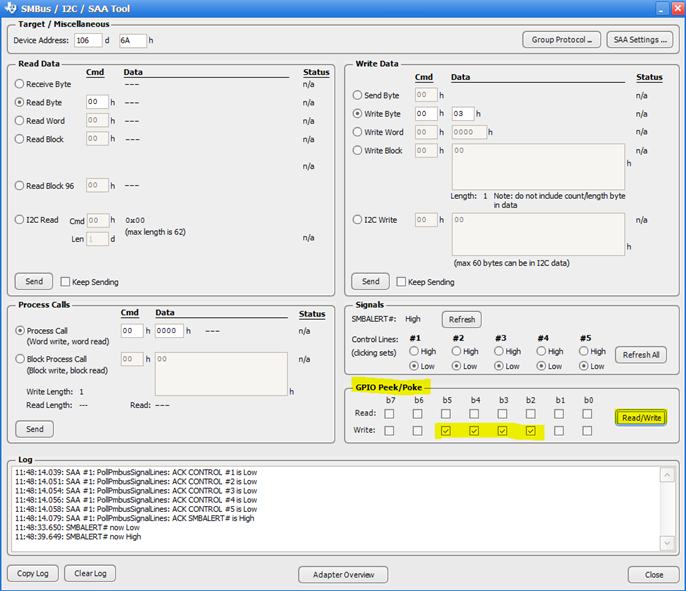 SMBus / I2C / SAA Tool
Target / Miscellaneous
Device Address: 106 d 6A h
Group Protocol ...
SAA Settings ...
Read Data
Cmd Data Status
Receive Byte --- n/a
Read Byte 00 h --- n/a
Read Word 00 h --- n/a
Read Block 00 h --- n/a
n/a
Read Block 96 00 h ---
I2C Read Cmd 00 h 0x00
(max length is 62)
Len 1 d n/a
Send Keep Sending
Write Data
Cmd Data Status
Send Byte 00 h n/a
Write Byte 00 h 03 h n/a
Write Word 00 h 0000 h n/a
Write Block 00 h 00 n/a
h
Length: 1 Note: do not include count/length byte
in data
I2C Write 00 h 00 n/a
h
(max 60 bytes can be in I2C data)
Send Keep Sending
Process Calls
Cmd Data Status
Process Call 00 h 0000 h --- n/a
(Word write, word read)
Block Process Call 00 h 00 n/a
(Block write, block read)
h
Write Length: 1
Read Length: --- Read: ---
Send
Signals
SMBALERT#: High Refresh
Control Lines: #1 #2 #3 #4 #5
(clicking sets) High High High High High
Low Low Low Low Low
Refresh All
GPIO Peek/Poke
b7 b6 b5 b4 b3 b2 b1 b0
Read:
Write:
Read/Write
Log
11:48:14.039: SAA #1: PollPmbusSignalLines: ACK CONTROL #1 is Low
11:48:14.051: SAA #1: PollPmbusSignalLines: ACK CONTROL #2 is Low
11:48:14.054: SAA #1: PollPmbusSignalLines: ACK CONTROL #3 is Low
11:48:14.056: SAA #1: PollPmbusSignalLines: ACK CONTROL #4 is Low
11:48:14.058: SAA #1: PollPmbusSignalLines: ACK CONTROL #5 is Low
11:48:14.079: SAA #1: PollPmbusSignalLines: ACK SMBALERT# is High
11:48:33.650: SMBALERT# now Low
11:48:39.649: SMBALERT# now High
Copy Log Clear Log Adapter Overview Close